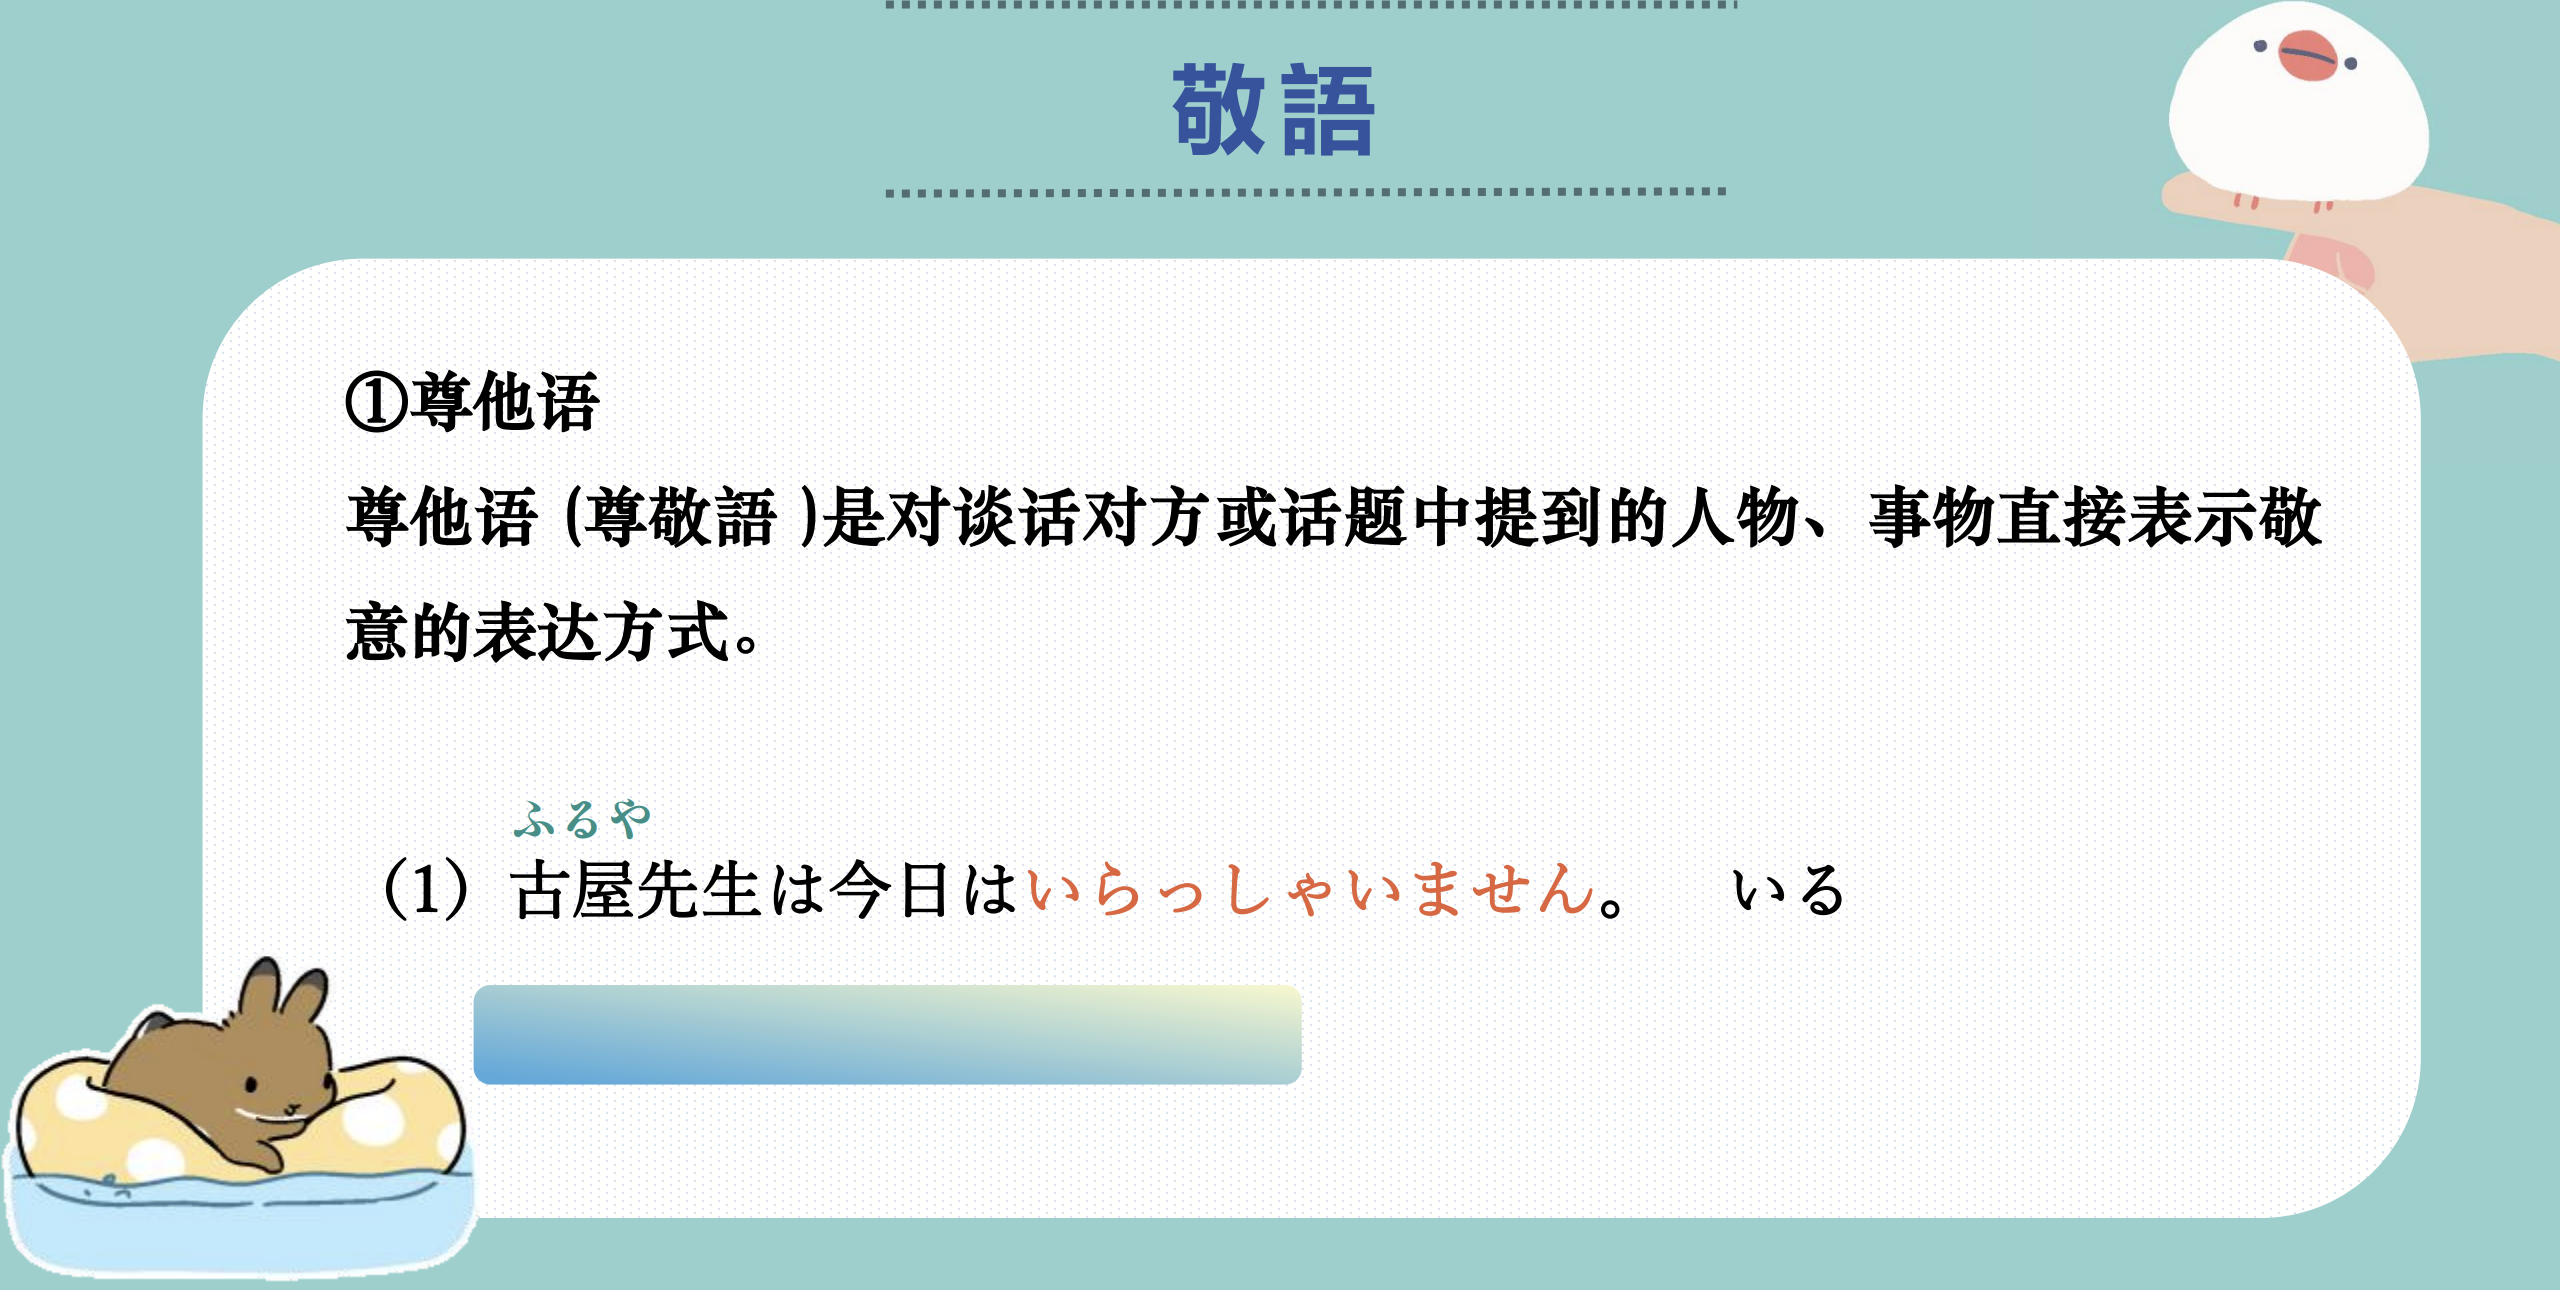 敬語
①尊他语
尊他语 (尊敬語 )是对谈话对方或话题中提到的人物、事物直接表示敬
意的表达方式。
ふるや
（1）古屋先生は今日はいらっしゃいません。 いる